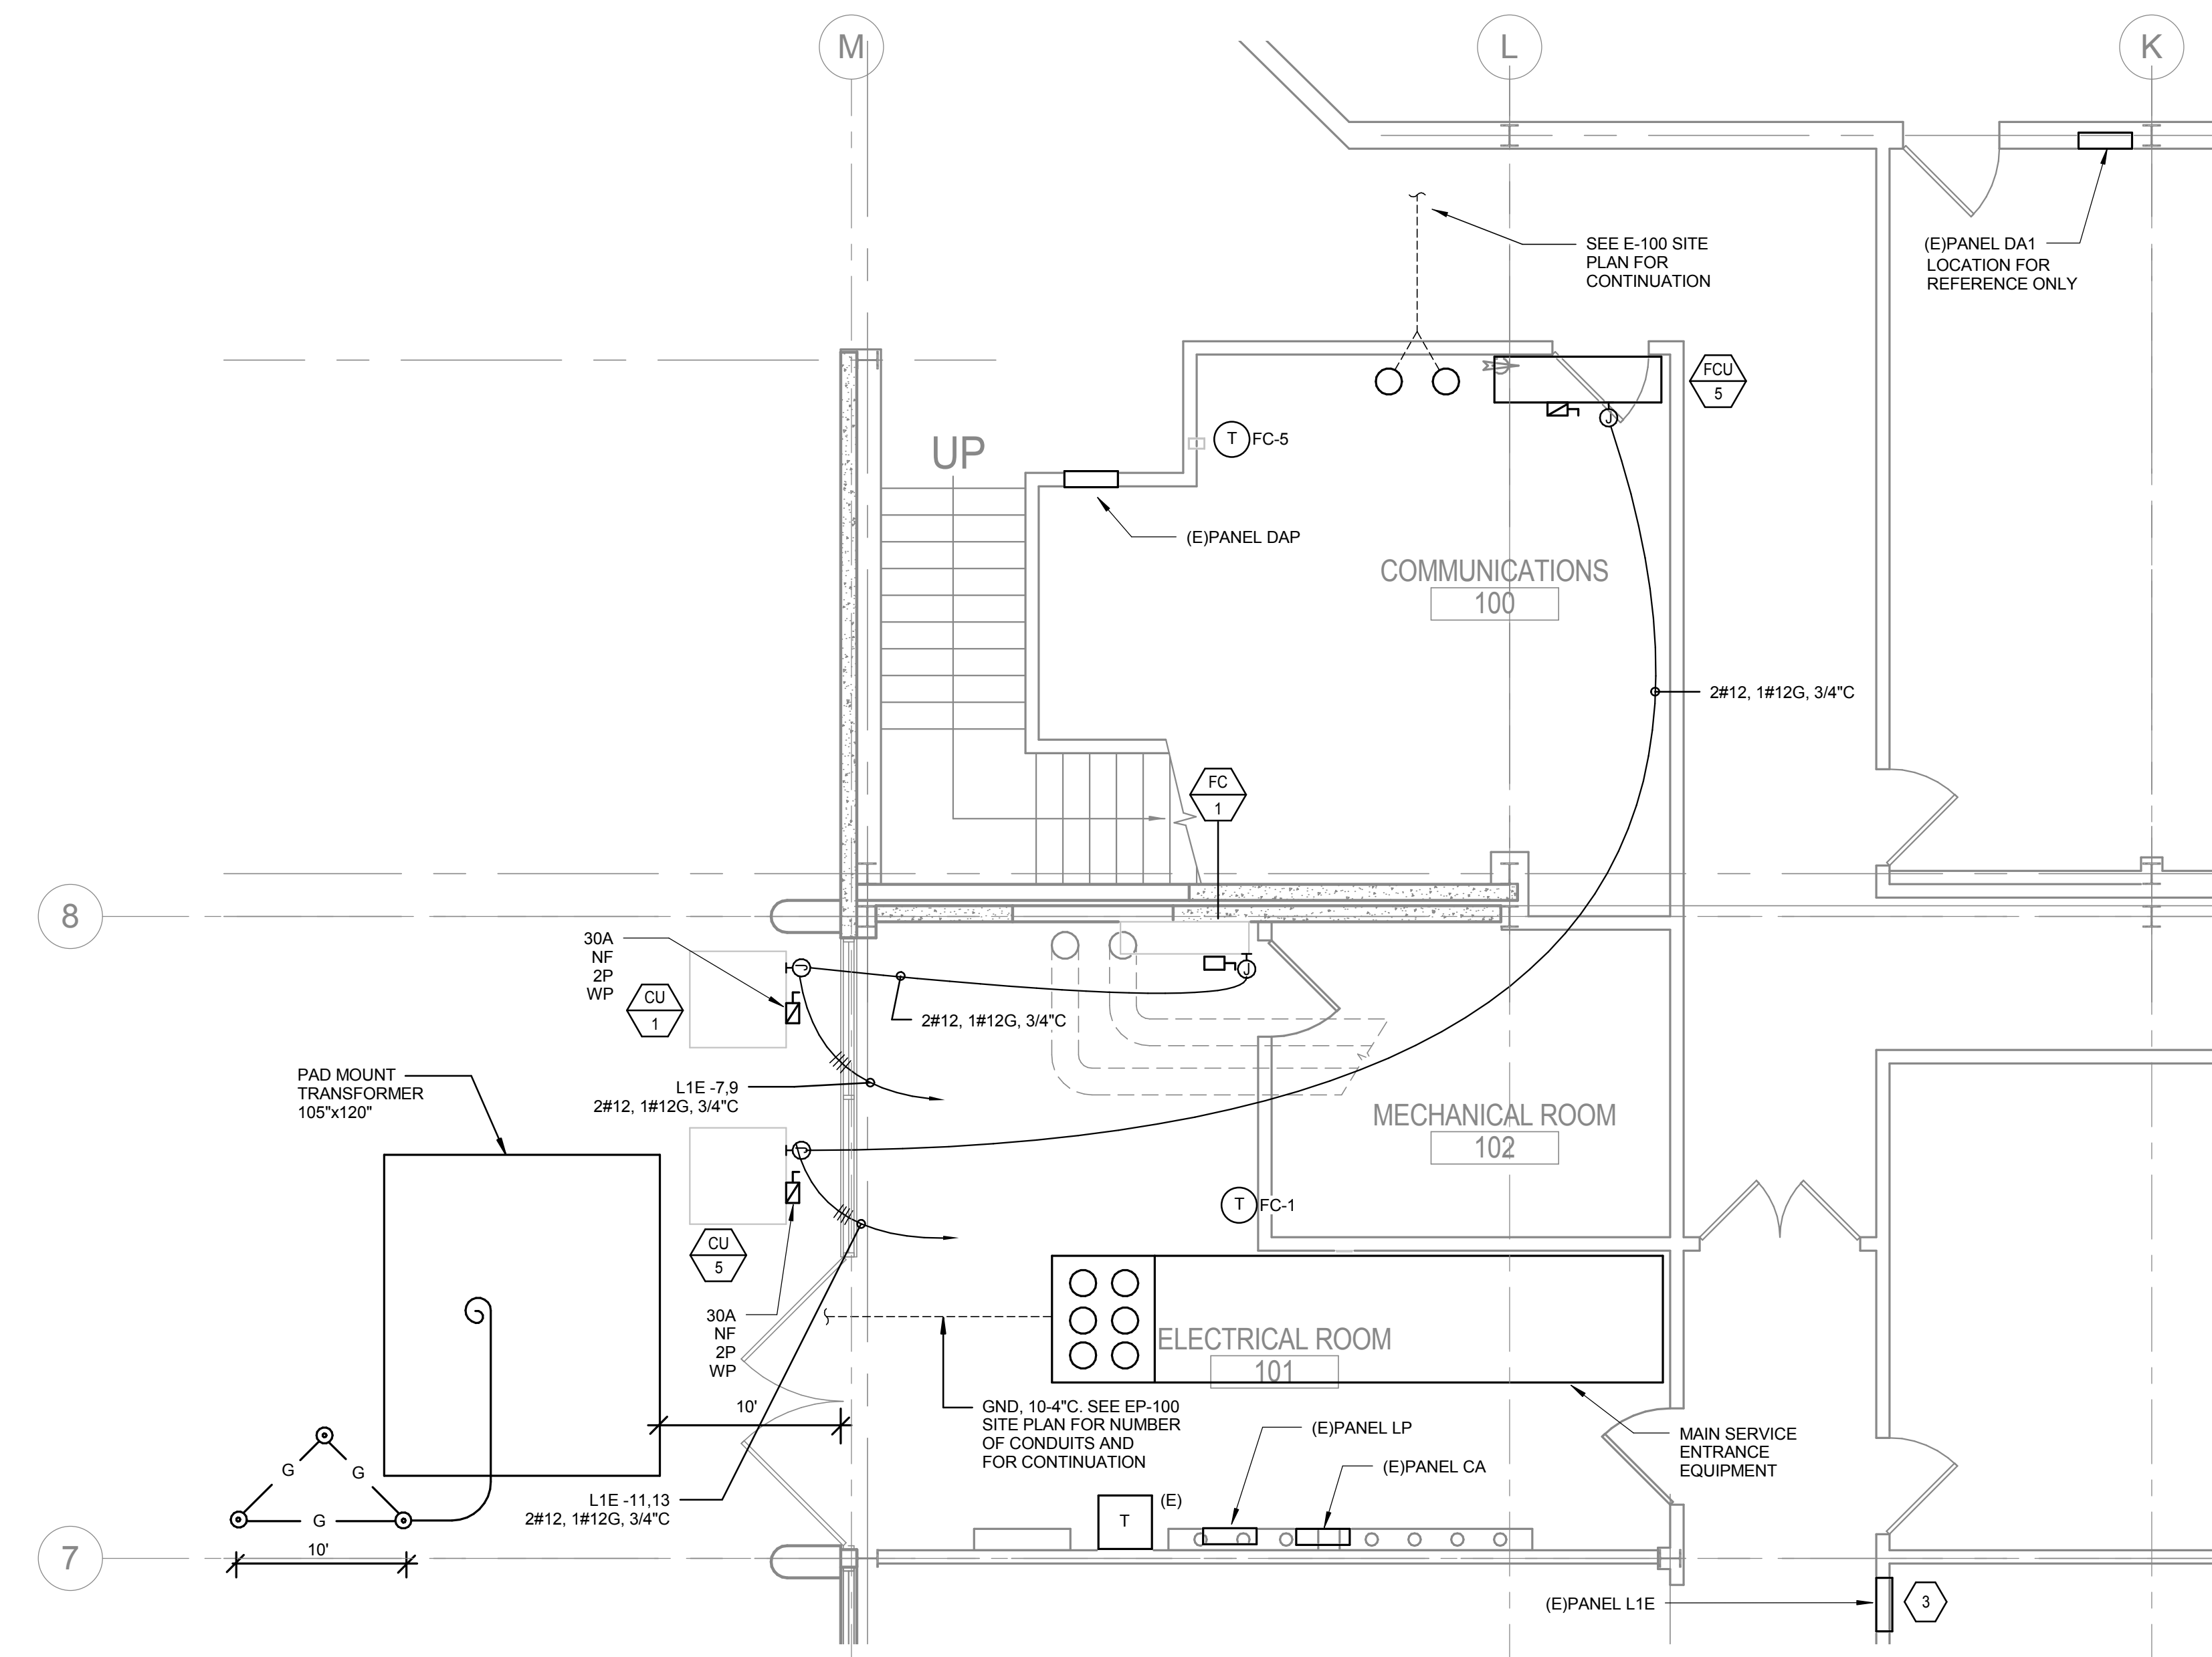 M
L
K
SEE E-100 SITE
PLAN FOR
CONTINUATION
(E)PANEL DA1
LOCATION FOR
REFERENCE ONLY
FCU
5
J
T
FC-5
UP
(E)PANEL DAP
COMMUNICATIONS
100
2#12, 1#12G, 3/4"C
FC
1
8
30A
NF
2P
WP
CU
1
J
J
2#12, 1#12G, 3/4"C
PAD MOUNT
TRANSFORMER
105"x120"
L1E -7,9
2#12, 1#12G, 3/4"C
MECHANICAL ROOM
102
J
T
FC-1
CU
5
30A
NF
2P
WP
ELECTRICAL ROOM
101
10'
GND, 10-4"C. SEE EP-100
SITE PLAN FOR NUMBER
OF CONDUITS AND
FOR CONTINUATION
(E)PANEL LP
(E)PANEL CA
MAIN SERVICE
ENTRANCE
EQUIPMENT
G
G
G
10'
L1E -11,13
2#12, 1#12G, 3/4"C
T
(E)
7
(E)PANEL L1E
3